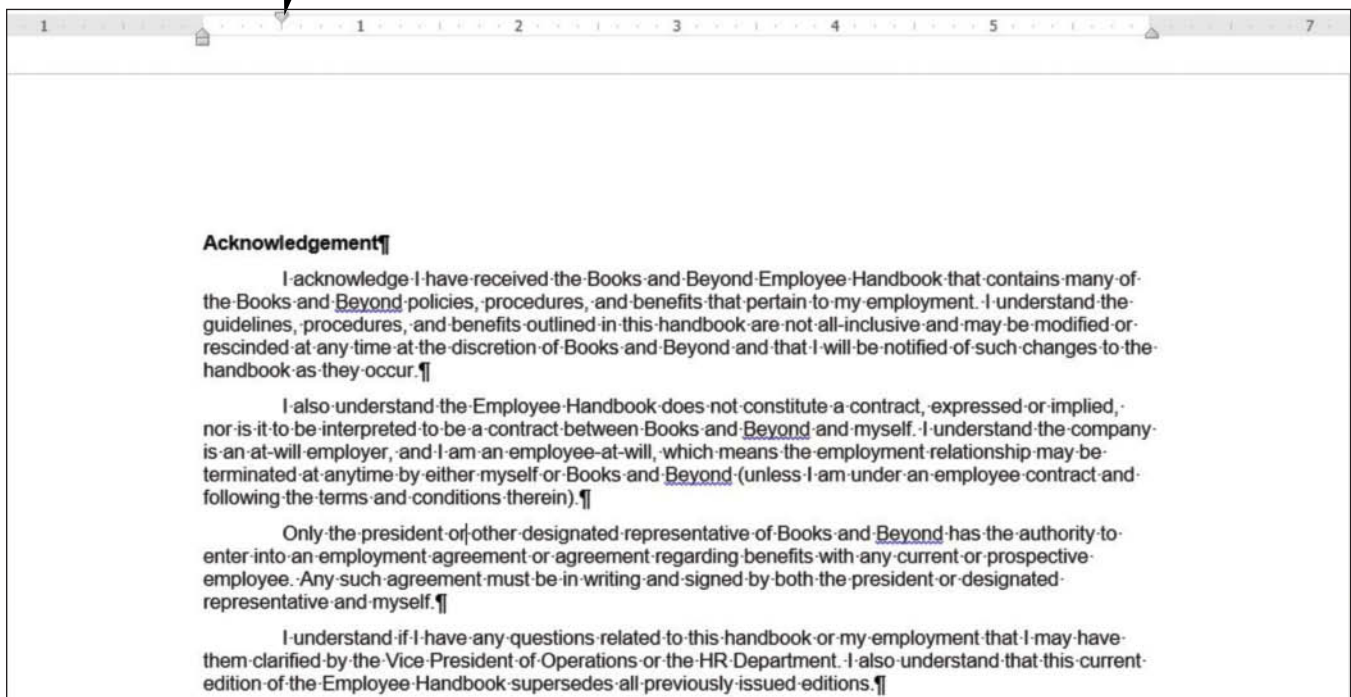 1 1 2 3 4 5 7
Acknowledgement¶
I·acknowledge·I·have·received·the·Books·and·Beyond·Employee·Handbook·that·contains·many·of·
the·Books·and·Beyond·policies,·procedures,·and·benefits·that·pertain·to·my·employment.·I·understand·the·
guidelines,·procedures,·and·benefits·outlined·in·this·handbook·are·not·all-inclusive·and·may·be·modified·or·
rescinded·at·any·time·at·the·discretion·of·Books·and·Beyond·and·that·I·will·be·notified·of·such·changes·to·the·
handbook·as·they·occur.¶
I·also·understand·the·Employee·Handbook·does·not·constitute·a·contract,·expressed·or·implied,·
nor·is·it·to·be·interpreted·to·be·a·contract·between·Books·and·Beyond·and·myself.·I·understand·the·company·
is·an·at-will·employer,·and·I·am·an·employee-at-will,·which·means·the·employment·relationship·may·be·
terminated·at·anytime·by·either·myself·or·Books·and·Beyond·(unless·I·am·under·an·employee·contract·and·
following·the·terms·and·conditions·therein).¶
Only·the·president·or·other·designated·representative·of·Books·and·Beyond·has·the·authority·to·
enter·into·an·employment·agreement·or·agreement·regarding·benefits·with·any·current·or·prospective·
employee.·Any·such·agreement·must·be·in·writing·and·signed·by·both·the·president·or·designated·
representative·and·myself.¶
I·understand·if·I·have·any·questions·related·to·this·handbook·or·my·employment·that·I·may·have·
them·clarified·by·the·Vice·President·of·Operations·or·the·HR·Department.·I·also·understand·that·this·current·
edition·of·the·Employee·Handbook·supersedes·all·previously·issued·editions.¶